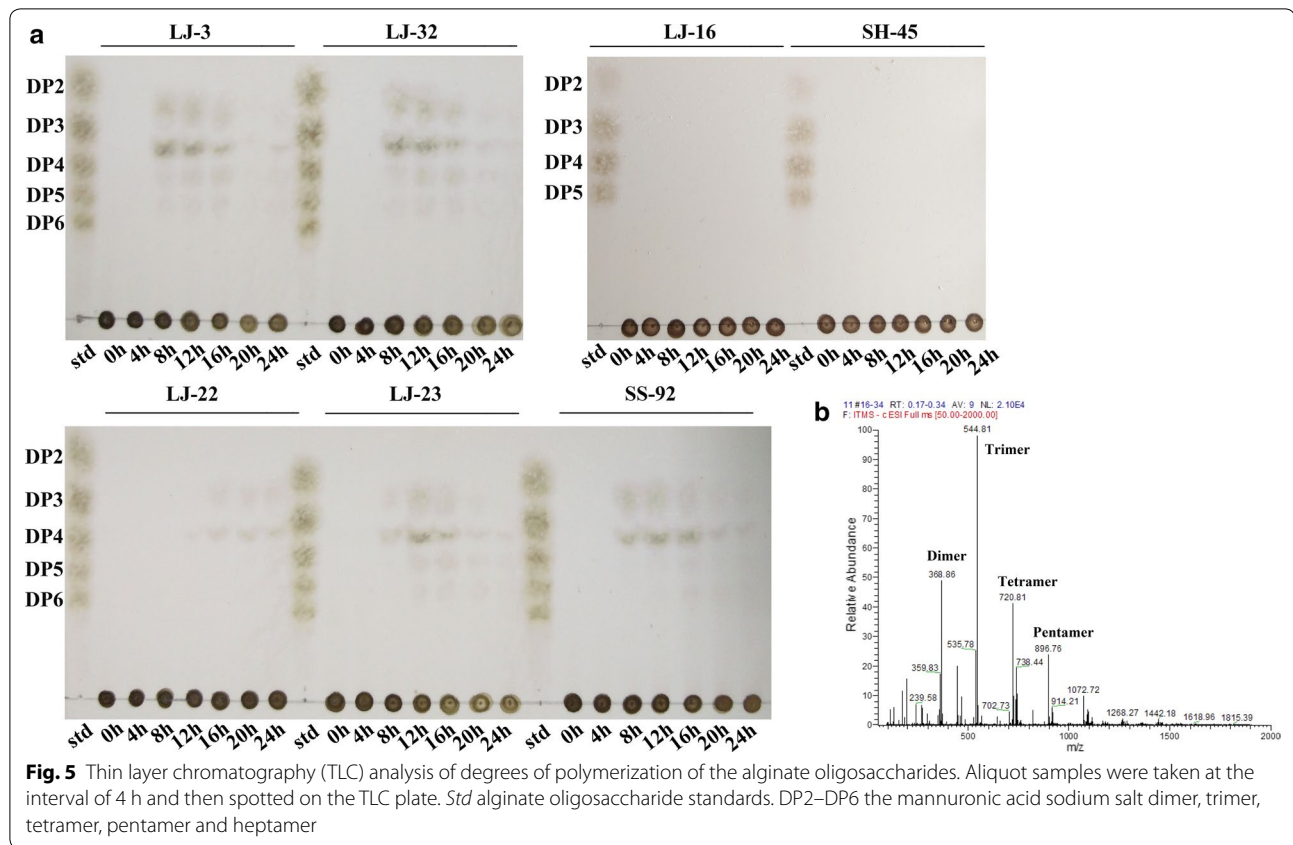 a
LJ-3 LJ-32 LJ-16 SH-45
DP2
DP3
DP4
DP5
DP6
std 0h 4h 8h 12h 16h 20h 24h std 0h 4h 8h 12h 16h 20h 24h
DP2
DP3
DP4
DP5
std 0h 4h 8h 12h 16h 20h 24h std 0h 4h 8h 12h 16h 20h 24h
LJ-22 LJ-23 SS-92
DP2
DP3
DP4
DP5
DP6
std 0h 4h 8h 12h 16h 20h 24h std 0h 4h 8h 12h 16h 20h 24h std 0h 4h 8h 12h 16h 20h 24h
b
11 #16-34 RT: 0.17-0.34 AV: 9 NL: 2.10E4
F: ITMS - c ESI Full ms [50.00-2000.00]
544.81
Trimer
Dimer
368.86
Tetramer
720.81
Pentamer
896.76
535.78
359.83
738.44
239.58
702.73
914.21
1072.72
1268.27
1442.18
1618.96
1815.39
100
90
80
70
60
50
40
30
20
10
0
Relative Abundance
500 1000 1500 2000
m/z
Fig. 5 Thin layer chromatography (TLC) analysis of degrees of polymerization of the alginate oligosaccharides. Aliquot samples were taken at the
interval of 4 h and then spotted on the TLC plate. Std alginate oligosaccharide standards. DP2–DP6 the mannuronic acid sodium salt dimer, trimer,
tetramer, pentamer and heptamer